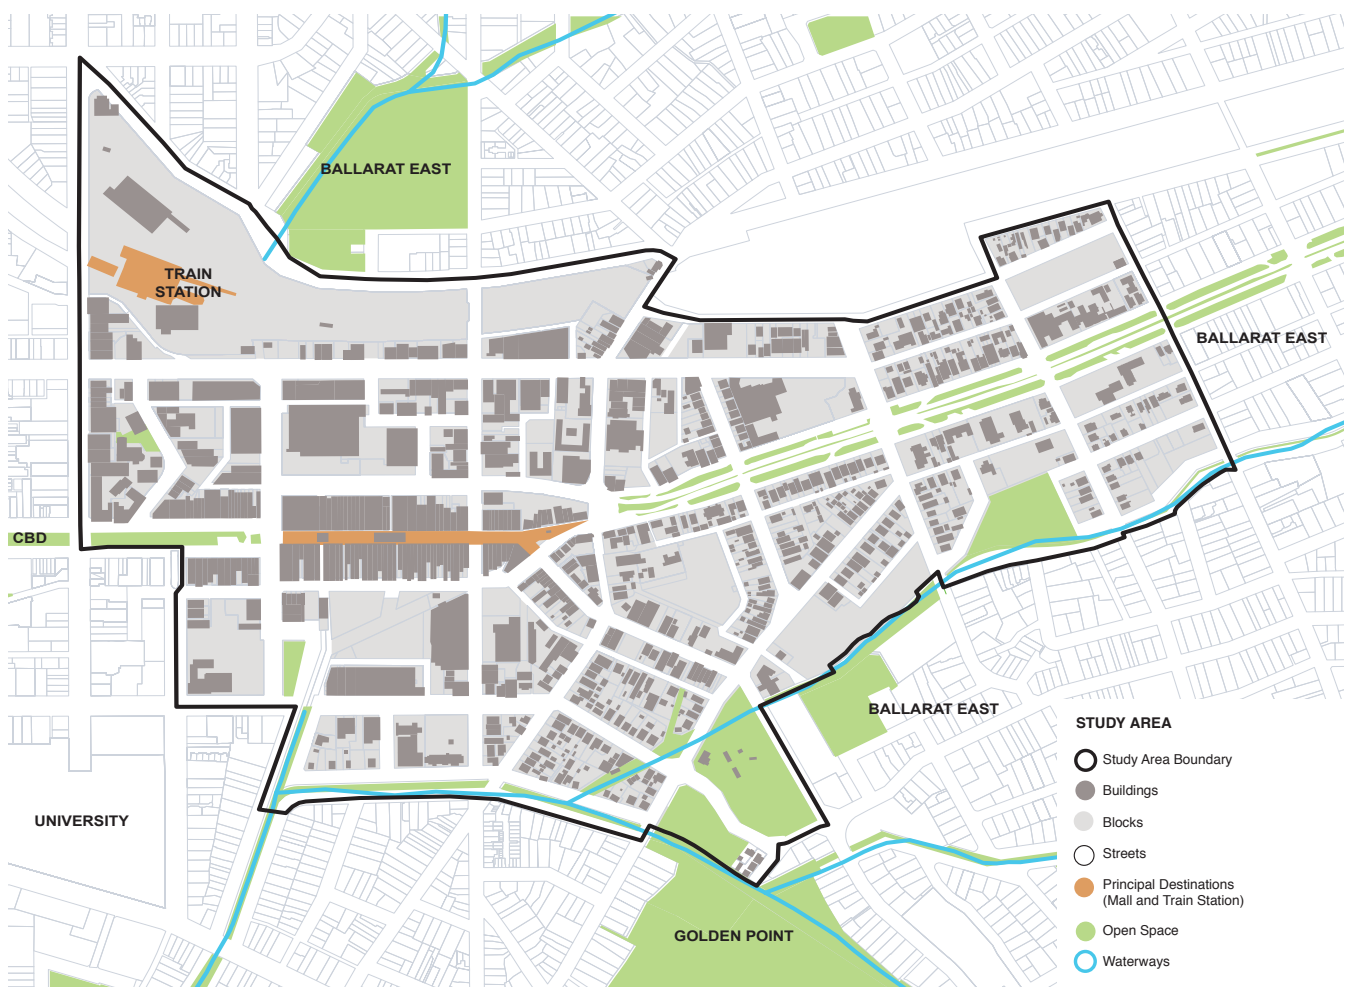 BALLARAT EAST
TRAIN
STATION
BALLARAT EAST
CBD
BALLARAT EAST
UNIVERSITY
GOLDEN POINT
STUDY AREA
Study Area Boundary
Buildings
Blocks
Streets
Principal Destinations
(Mall and Train Station)
Open Space
Waterways